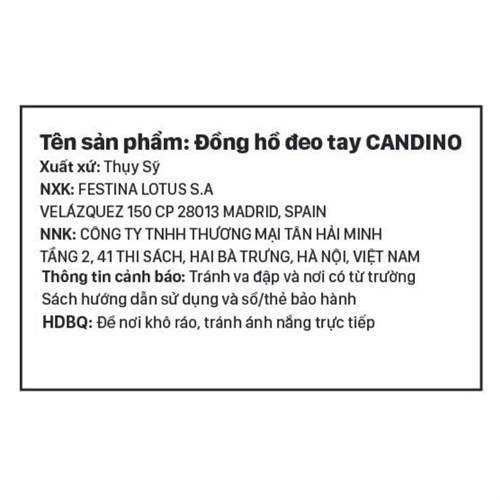 Tên sản phẩm: Đồng hồ đeo tay CANDINO
Xuất xứ: Thụy Sỹ
NXK: FESTINA LOTUS S.A
VELÁZQUEZ 150 CP 28013 MADRID, SPAIN
NNK: CÔNG TY TNHH THƯƠNG MẠI TÂN HẢI MINH
TẦNG 2, 41 THI SÁCH, HAI BÀ TRƯNG, HÀ NỘI, VIỆT NAM
Thông tin cảnh báo: Tránh va đập và nơi có từ trường
Sách hướng dẫn sử dụng và sổ/thẻ bảo hành
HDBQ: Để nơi khô ráo, tránh ánh nắng trực tiếp